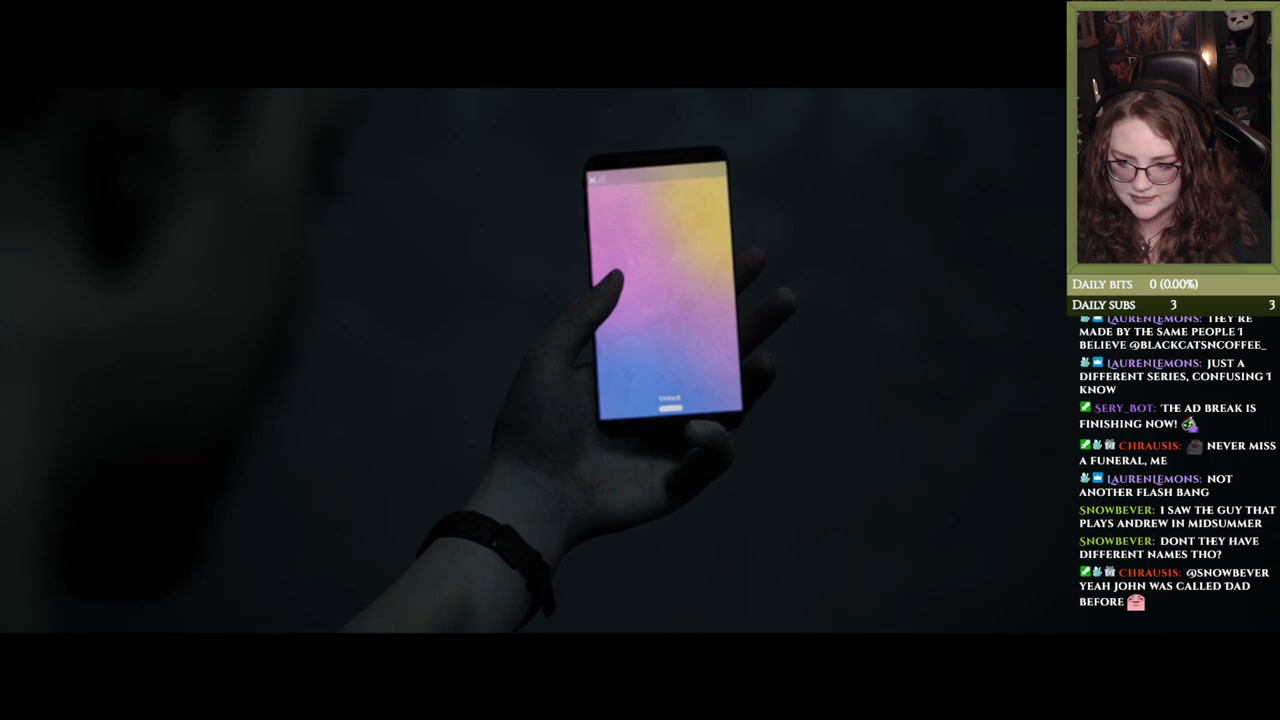 Unlock
DAILY BITS 0 (0.00%)
DAILY SUBS 3 3
LAURENLEMONS: THEY'RE
MADE BY THE SAME PEOPLE I
BELIEVE @BLACKCATSNCOFFEE_
LAURENLEMONS: JUST A
DIFFERENT SERIES, CONFUSING I
KNOW
SERY_BOT: THE AD BREAK IS
FINISHING NOW!
CHRAUSIS: NEVER MISS
A FUNERAL, ME
LAURENLEMONS: NOT
ANOTHER FLASH BANG
SNOWBEVER: I SAW THE GUY THAT
PLAYS ANDREW IN MIDSUMMER
SNOWBEVER: DONT THEY HAVE
DIFFERENT NAMES THO?
CHRAUSIS: @SNOWBEVER
YEAH JOHN WAS CALLED DAD
BEFORE